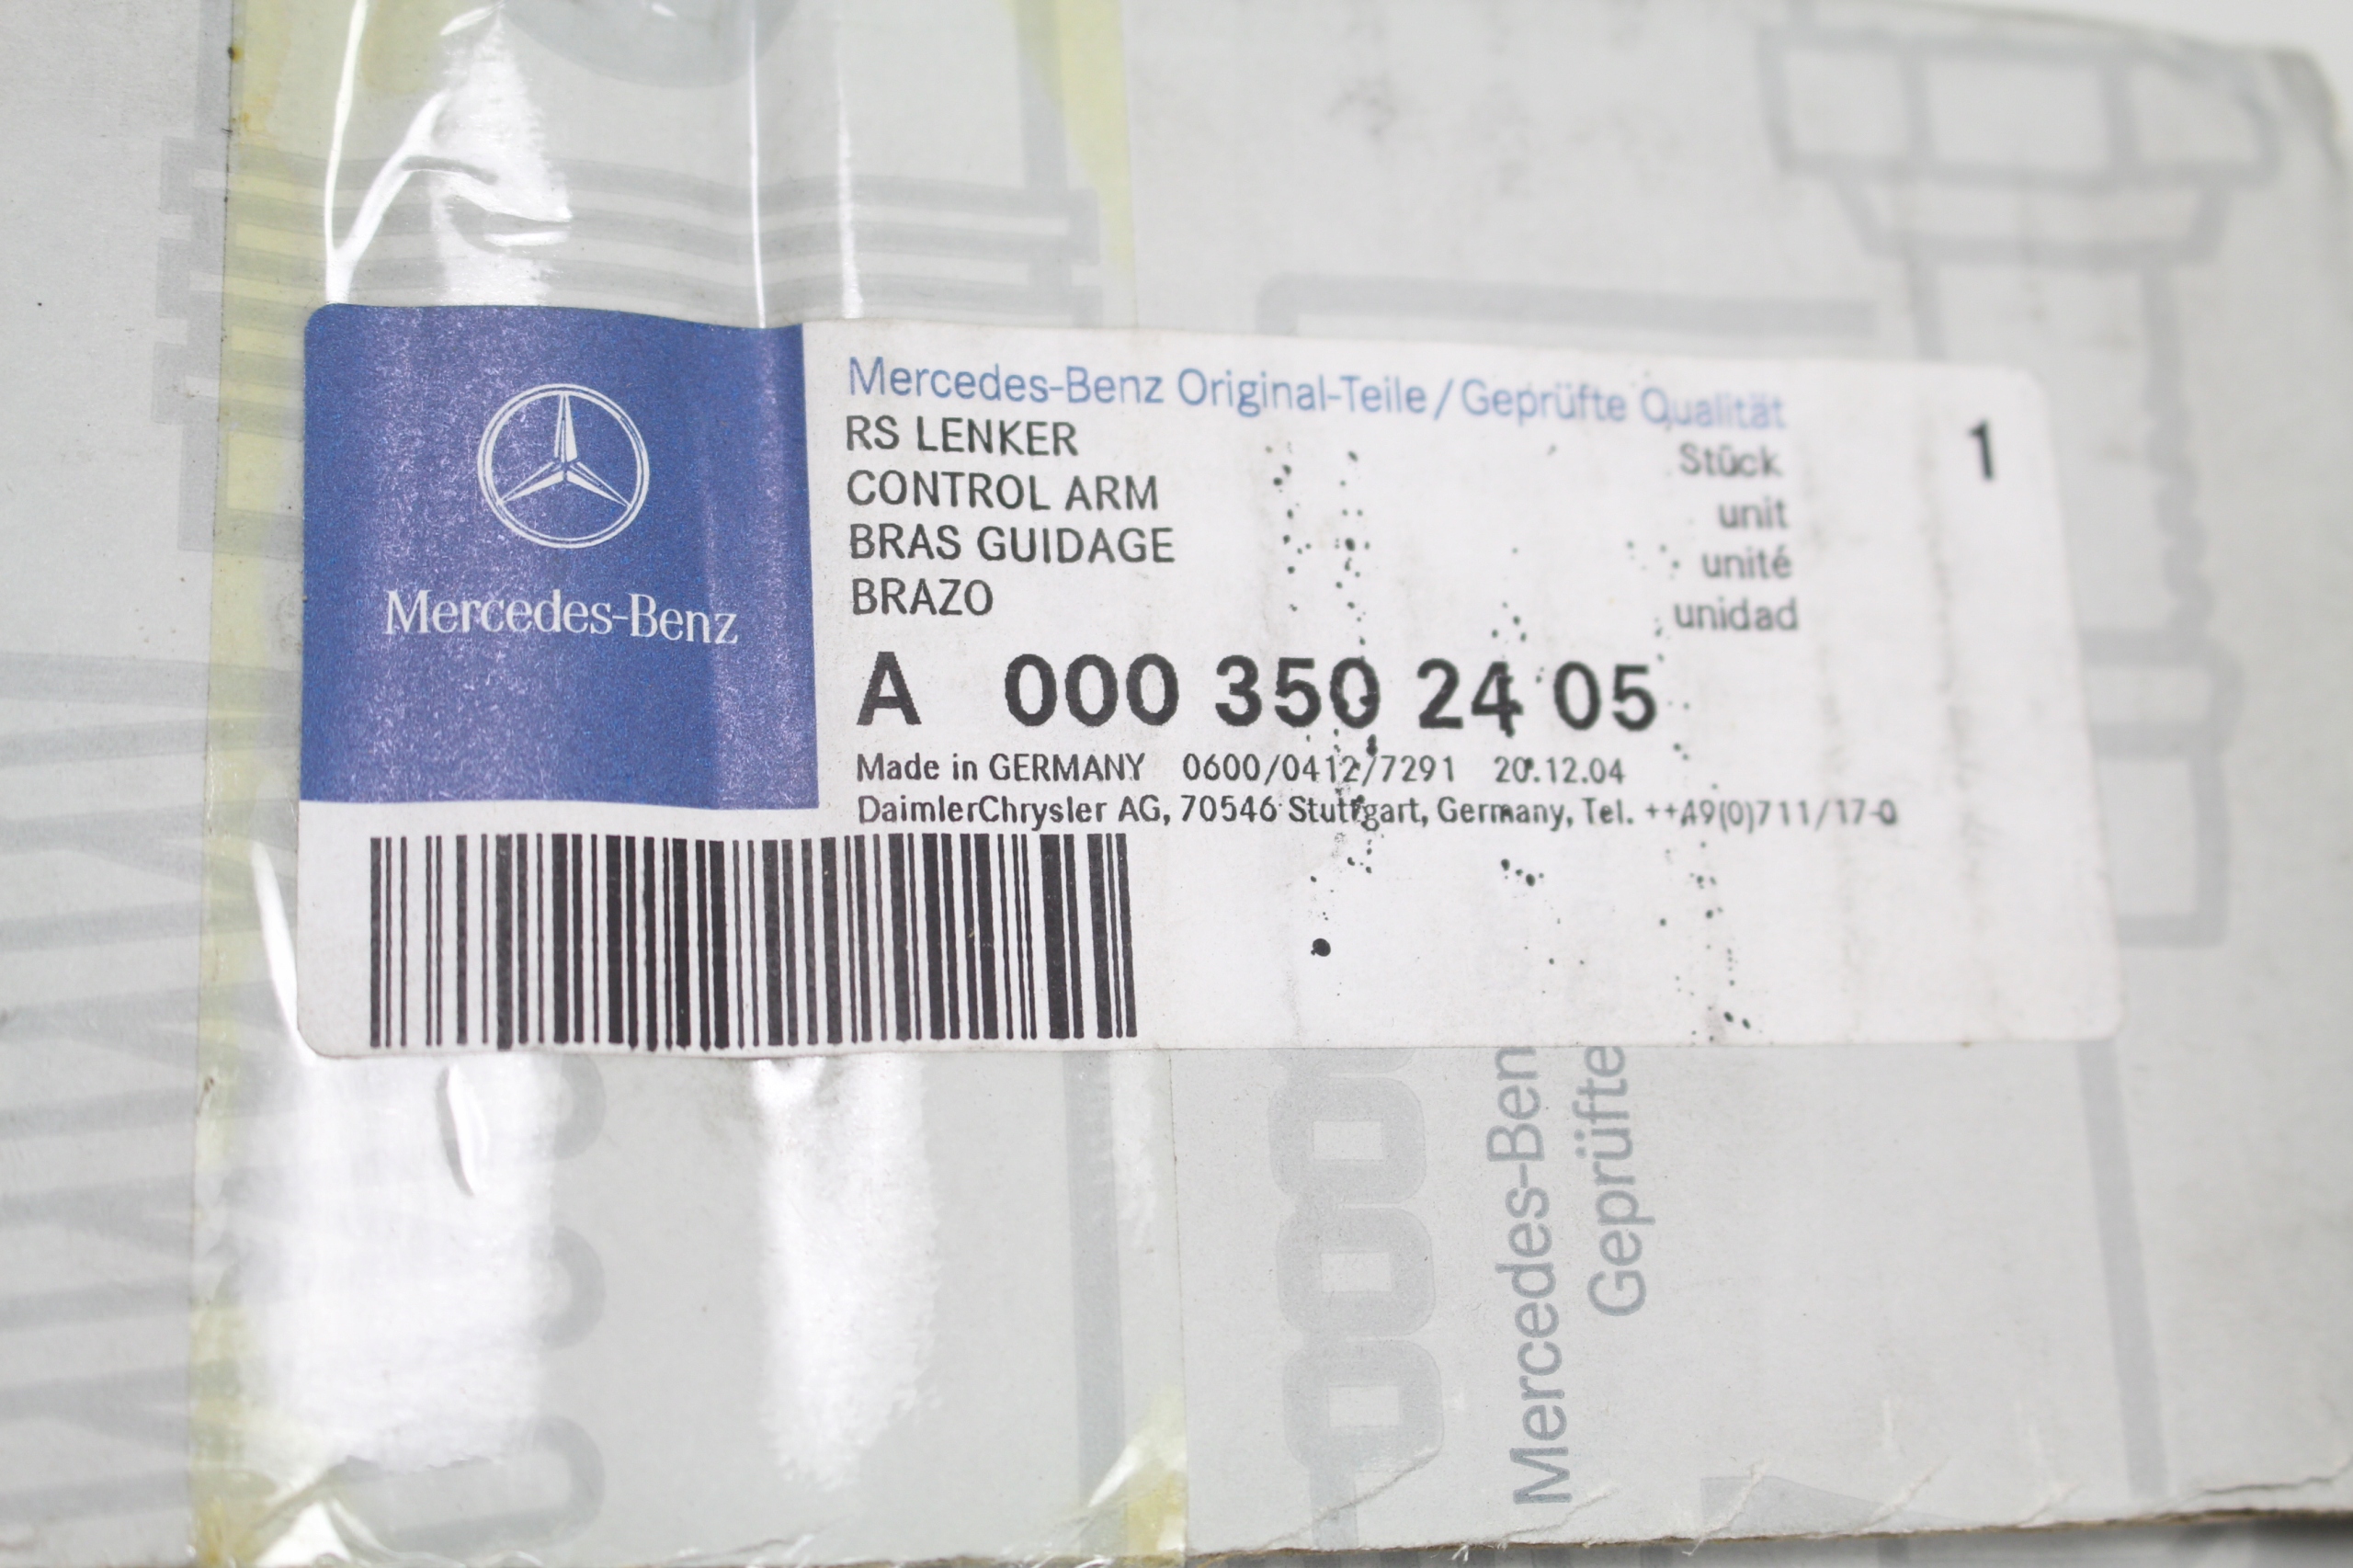 Mercedes-Benz
Mercedes-Benz Original-Teile/Geprüfte Qualität
RS LENKER
CONTROL ARM
BRAS GUIDAGE
BRAZO
Stück 1
unit
unité
unidad
A 000 350 24 05
Made in GERMANY 0600/0412/7291 20.12.04
DaimlerChrysler AG, 70546 Stuttgart, Germany, Tel. ++49(0)711/17-0
Mercedes-Ben
Geprüfte